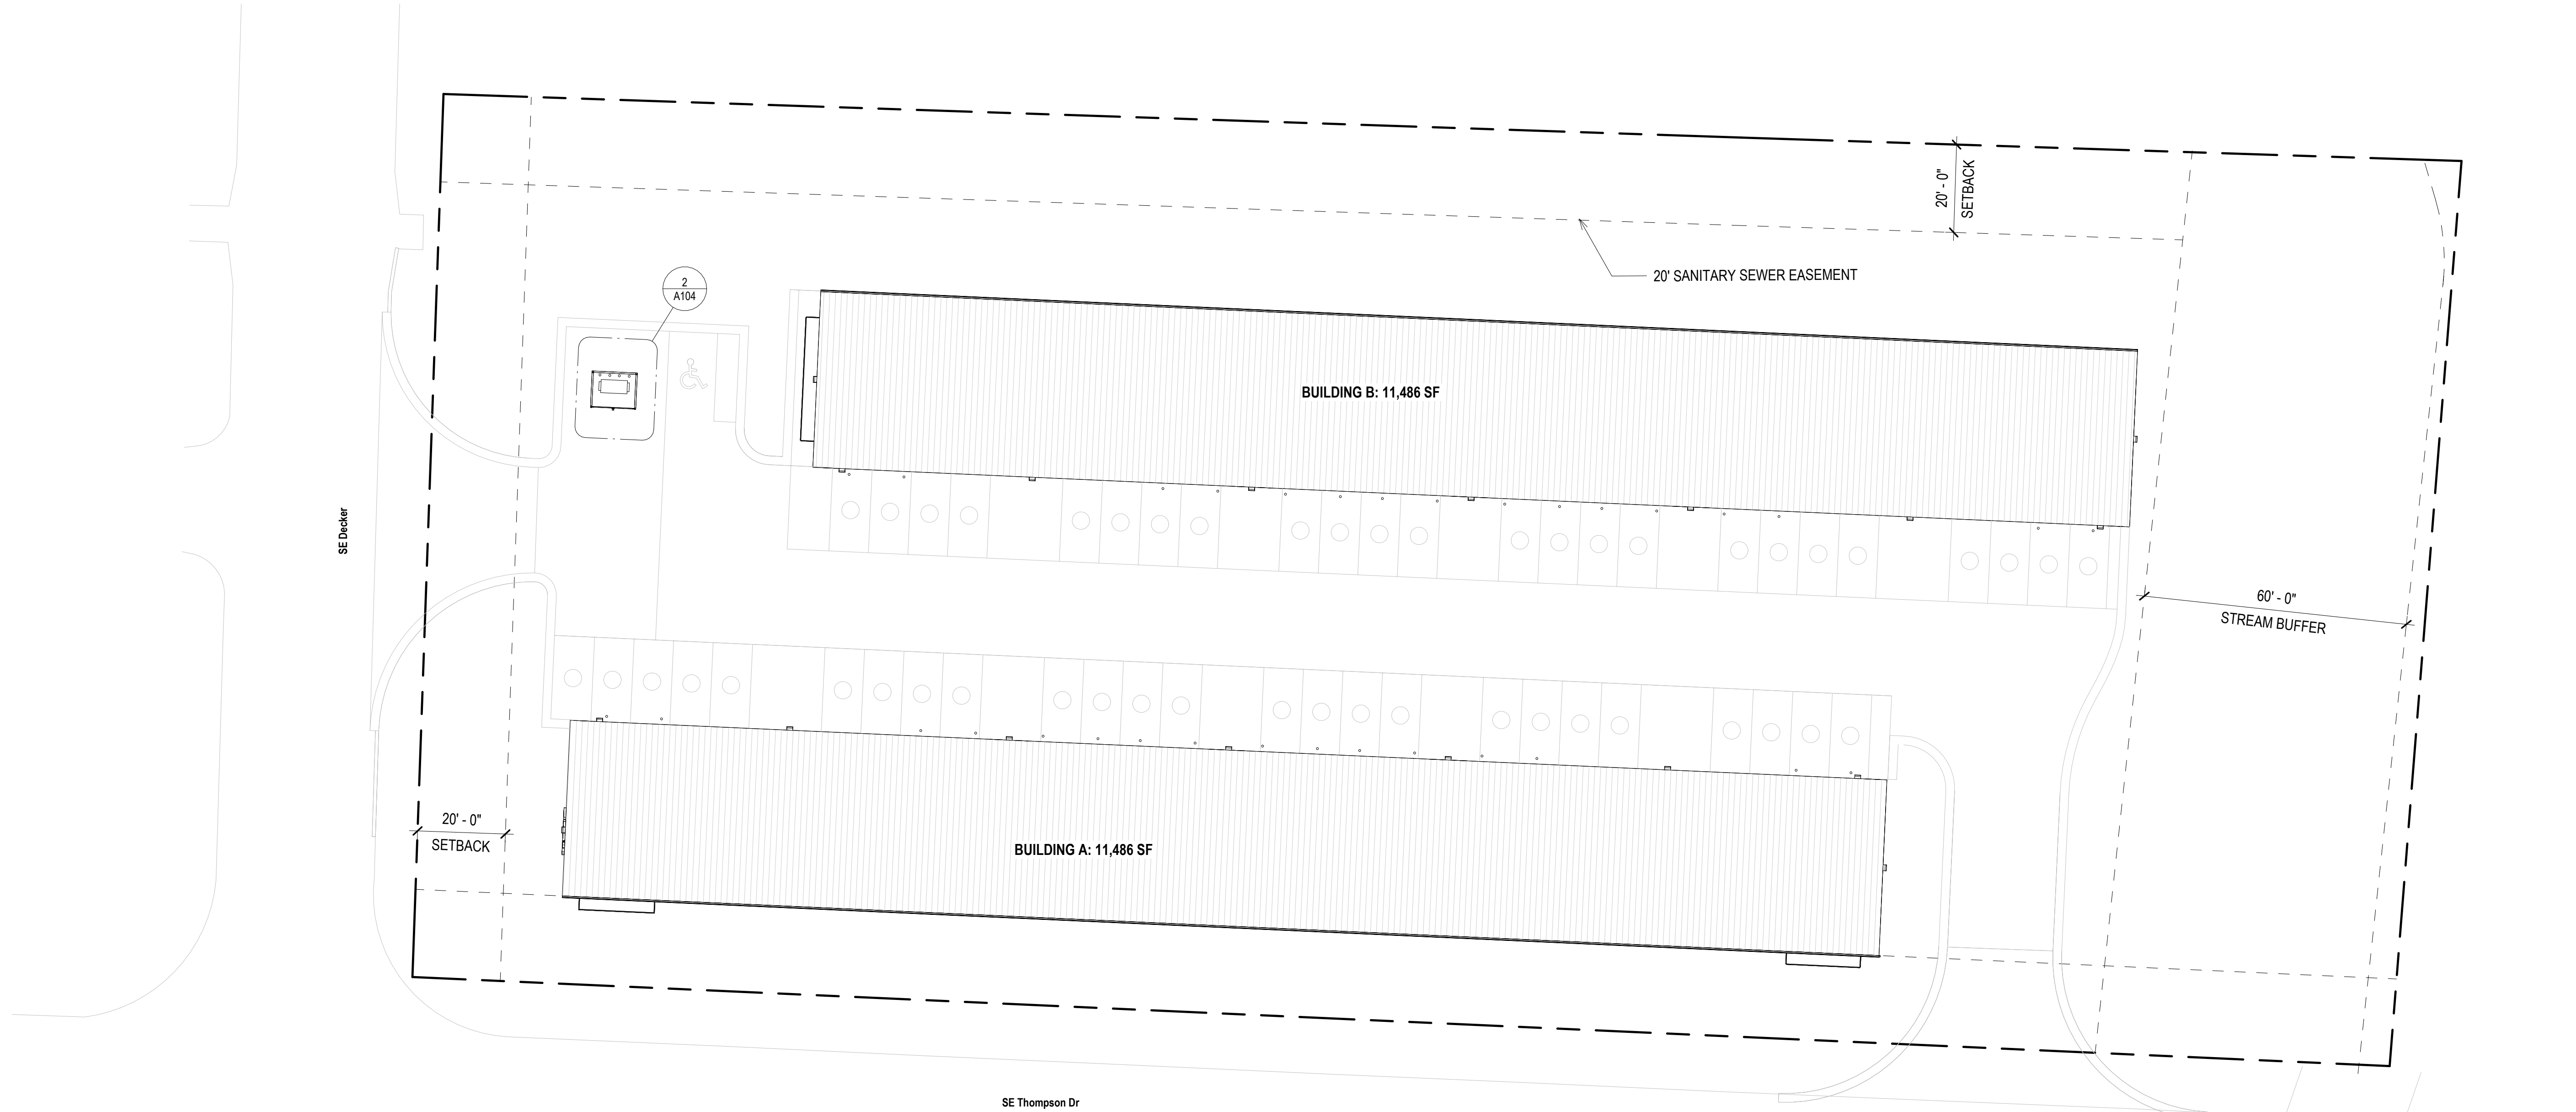 20' - 0"
SETBACK
20' SANITARY SEWER EASEMENT
2
A104
BUILDING B: 11,486 SF
SE Decker
60' - 0"
STREAM BUFFER
20' - 0"
SETBACK
BUILDING A: 11,486 SF
SE Thompson Dr